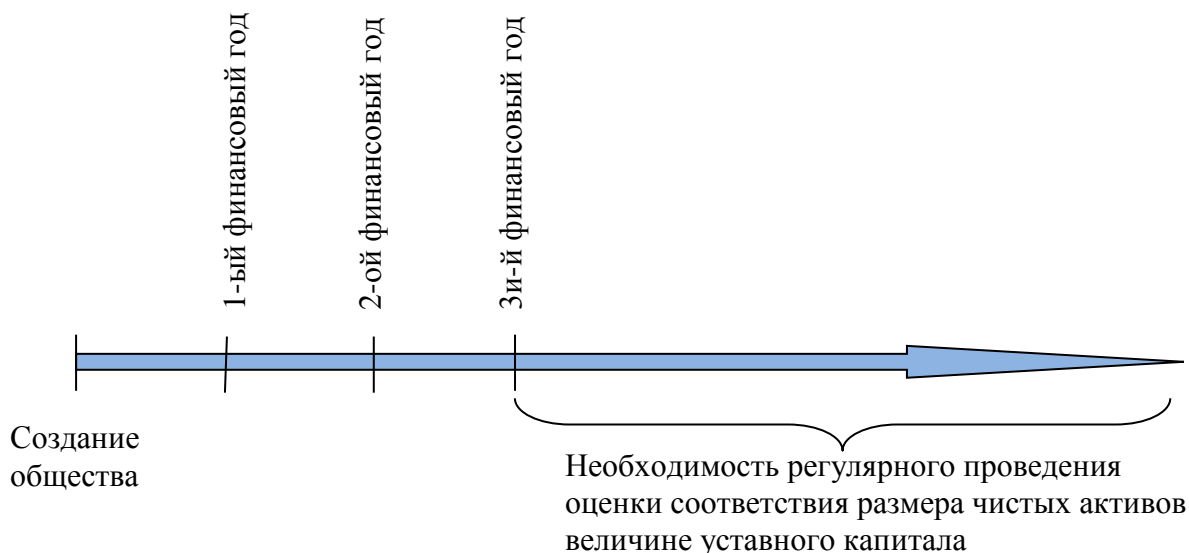 1-ый финансовый год
2-ой финансовый год
3и-й финансовый год
Создание
общества
Необходимость регулярного проведения
оценки соответствия размера чистых активов
величине уставного капитала